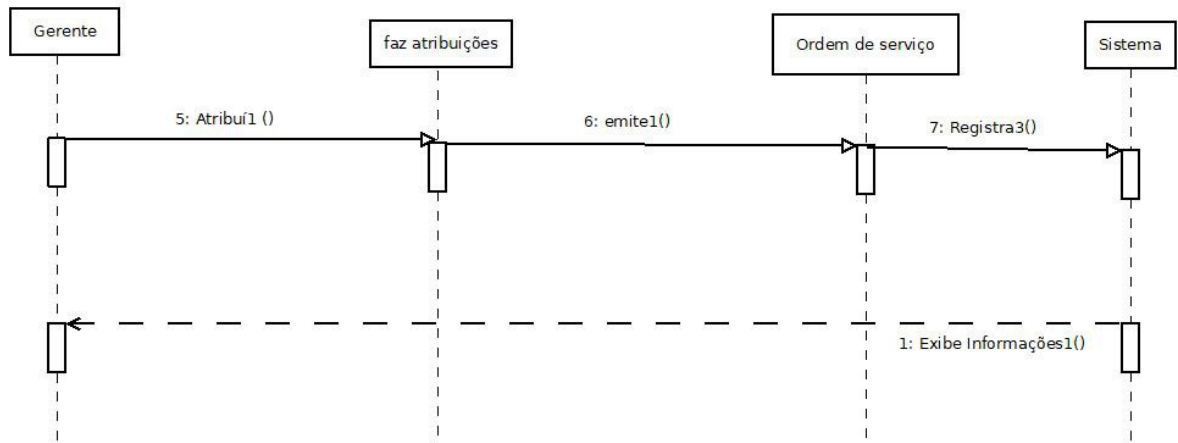 Gerente
faz atribuições
Ordem de serviço
Sistema
5: Atribuí1 ()
6: emite1()
7: Registra3()
1: Exibe Informações1()